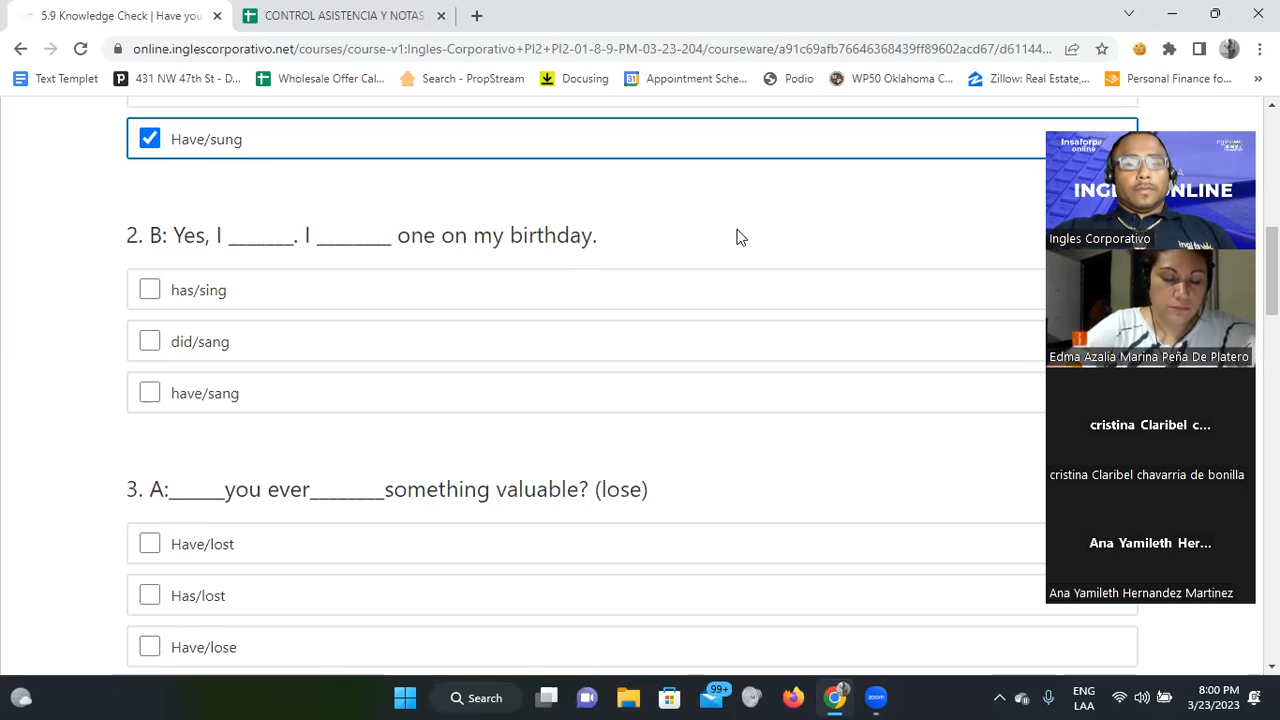 5.9 Knowledge Check | Have you
CONTROL ASISTENCIA Y NOTAS
online.inglescorporativo.net/courses/course-v1:Ingles-Corporativo+PI2+PI2-01-8-9-PM-03-23-204/courseware/a91c69afb76646368439ff89602acd67/d61144...
Text Templet
431 NW 47th St - D...
Wholesale Offer Cal...
Search - PropStream
Docusing
Appointment Sche...
Podio
WP50 Oklahoma C...
Zillow: Real Estate,...
Personal Finance fo...
»
Have/sung
2. B: Yes, I _______. I ________ one on my birthday.
has/sing
did/sang
have/sang
3. A:______you ever________something valuable? (lose)
Have/lost
Has/lost
Have/lose
Ingles Corporativo
Edma Azalia Marina Peña De Platero
cristina Claribel c...
cristina Claribel chavarria de bonilla
Ana Yamileth Her...
Ana Yamileth Hernandez Martinez
Search
99+
ENG
LAA
8:00 PM
3/23/2023